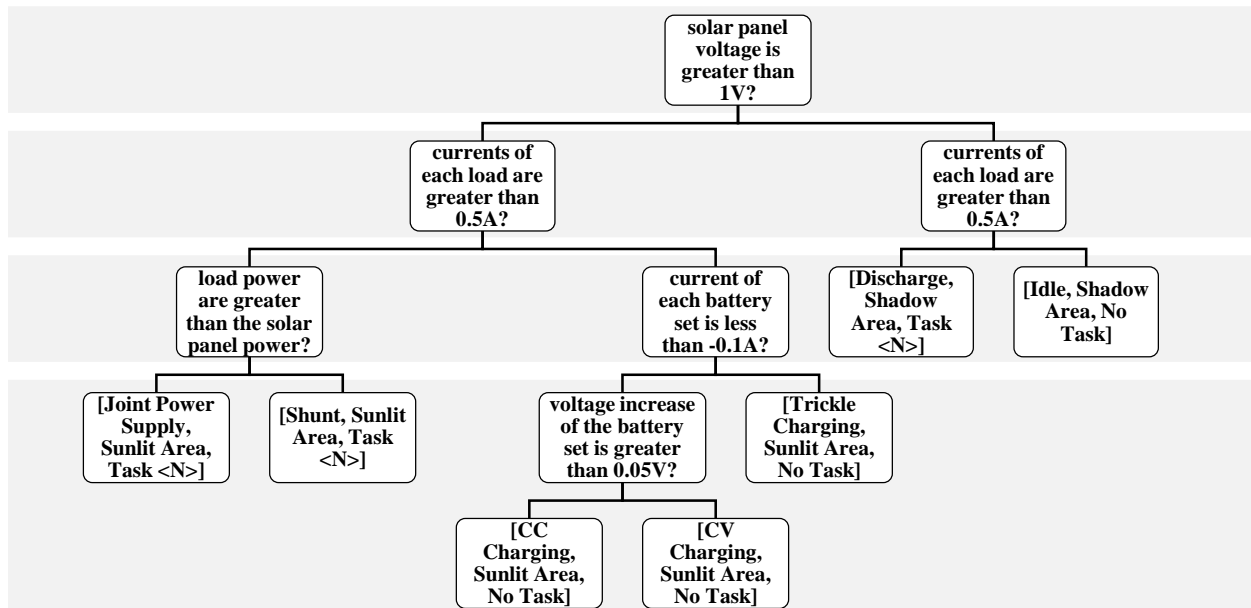 solar panel
voltage is
greater than
1V?
currents of
each load are
greater than
0.5A?
currents of
each load are
greater than
0.5A?
load power
are greater
than the solar
panel power?
current of
each battery
set is less
than -0.1A?
[Discharge,
Shadow
Area, Task
<N>]
[Idle, Shadow
Area, No
Task]
[Joint Power
Supply,
Sunlit Area,
Task <N>]
[Shunt, Sunlit
Area, Task
<N>]
voltage increase
of the battery
set is greater
than 0.05V?
[Trickle
Charging,
Sunlit Area,
No Task]
[CC
Charging,
Sunlit Area,
No Task]
[CV
Charging,
Sunlit Area,
No Task]